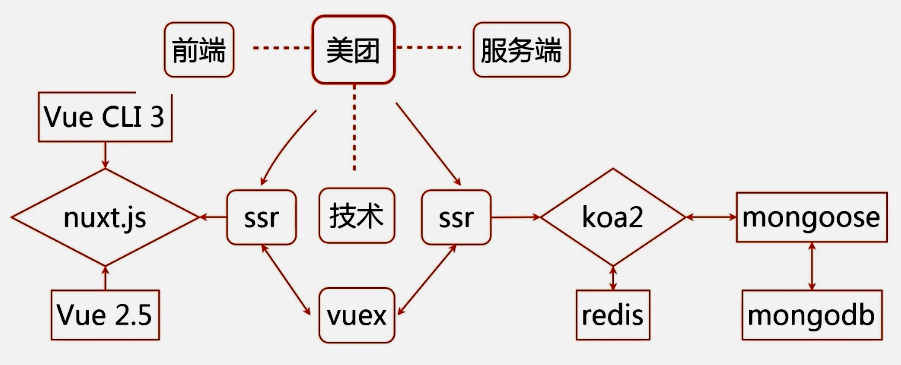 前端
美团
服务端
Vue CLI 3
nuxt.js
ssr
技术
ssr
koa2
mongoose
Vue 2.5
vuex
redis
mongodb